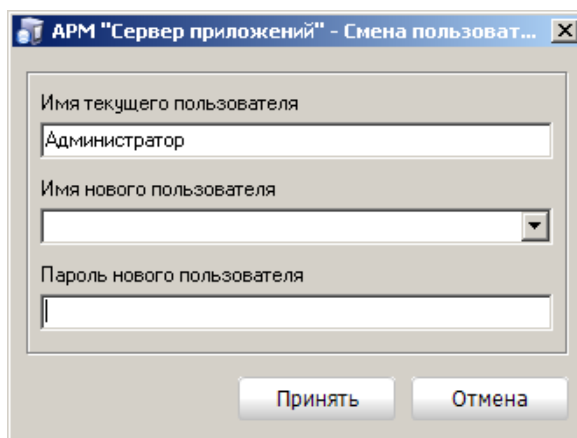 АРМ "Сервер приложений" - Смена пользоват...
Имя текущего пользователя
Администратор
Имя нового пользователя
Пароль нового пользователя
Принять Отмена